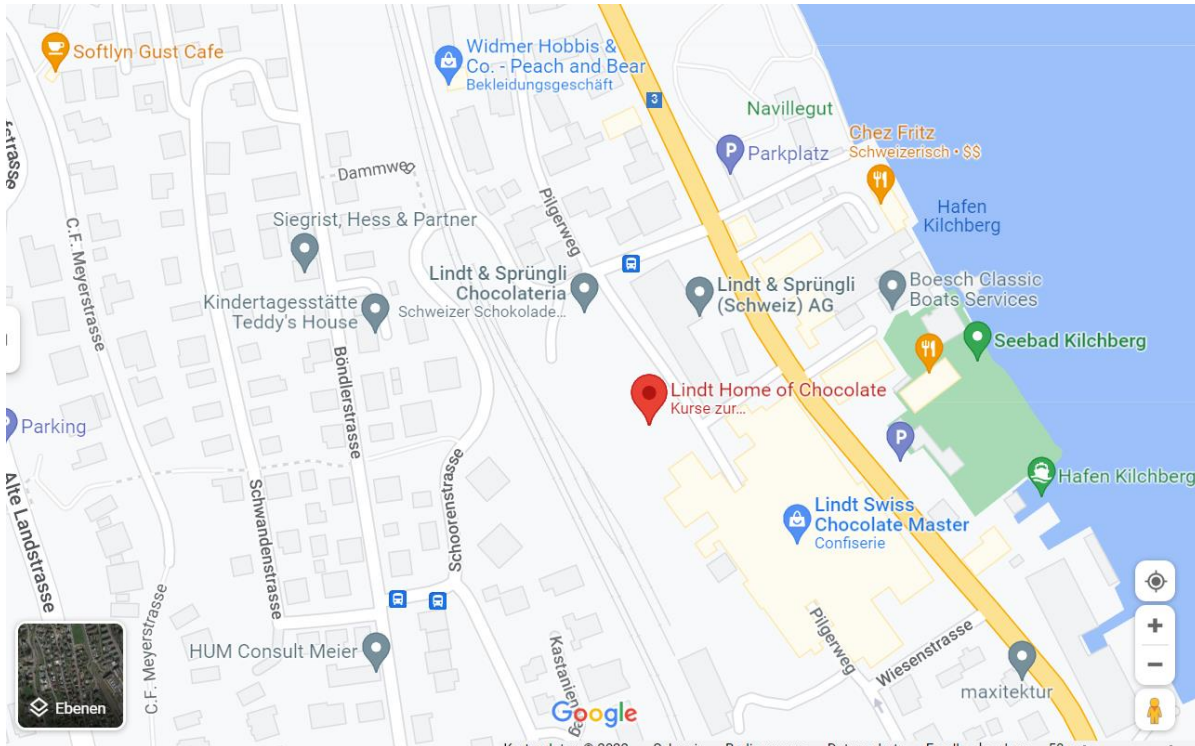 Softlyn Gust Cafe
Widmer Hobbis &
Co. - Peach and Bear
Bekleidungsgeschäft
3
Navillegut
P
Parkplatz
Chez Fritz
Schweizerisch • $$
Dammweg
Pilgerweg
Hafen
Kilchberg
C.F. Meyerstrasse
Siegrist, Hess & Partner
Lindt & Sprüngli
Chocolateria
Schweizer Schokolade...
Lindt & Sprüngli
(Schweiz) AG
Boesch Classic
Boats Services
Kindertagesstätte
Teddy's House
Seebad Kilchberg
Böndlerstrasse
Lindt Home of Chocolate
Kurse zur...
Parking
P
Alte Landstrasse
Schwandenstrasse
Schoorenstrasse
Hafen Kilchberg
Lindt Swiss
Chocolate Master
Confiserie
C.F. Meyerstrasse
HUM Consult Meier
Pilgerweg
Wiesenstrasse
maxitektur
Ebenen
Google